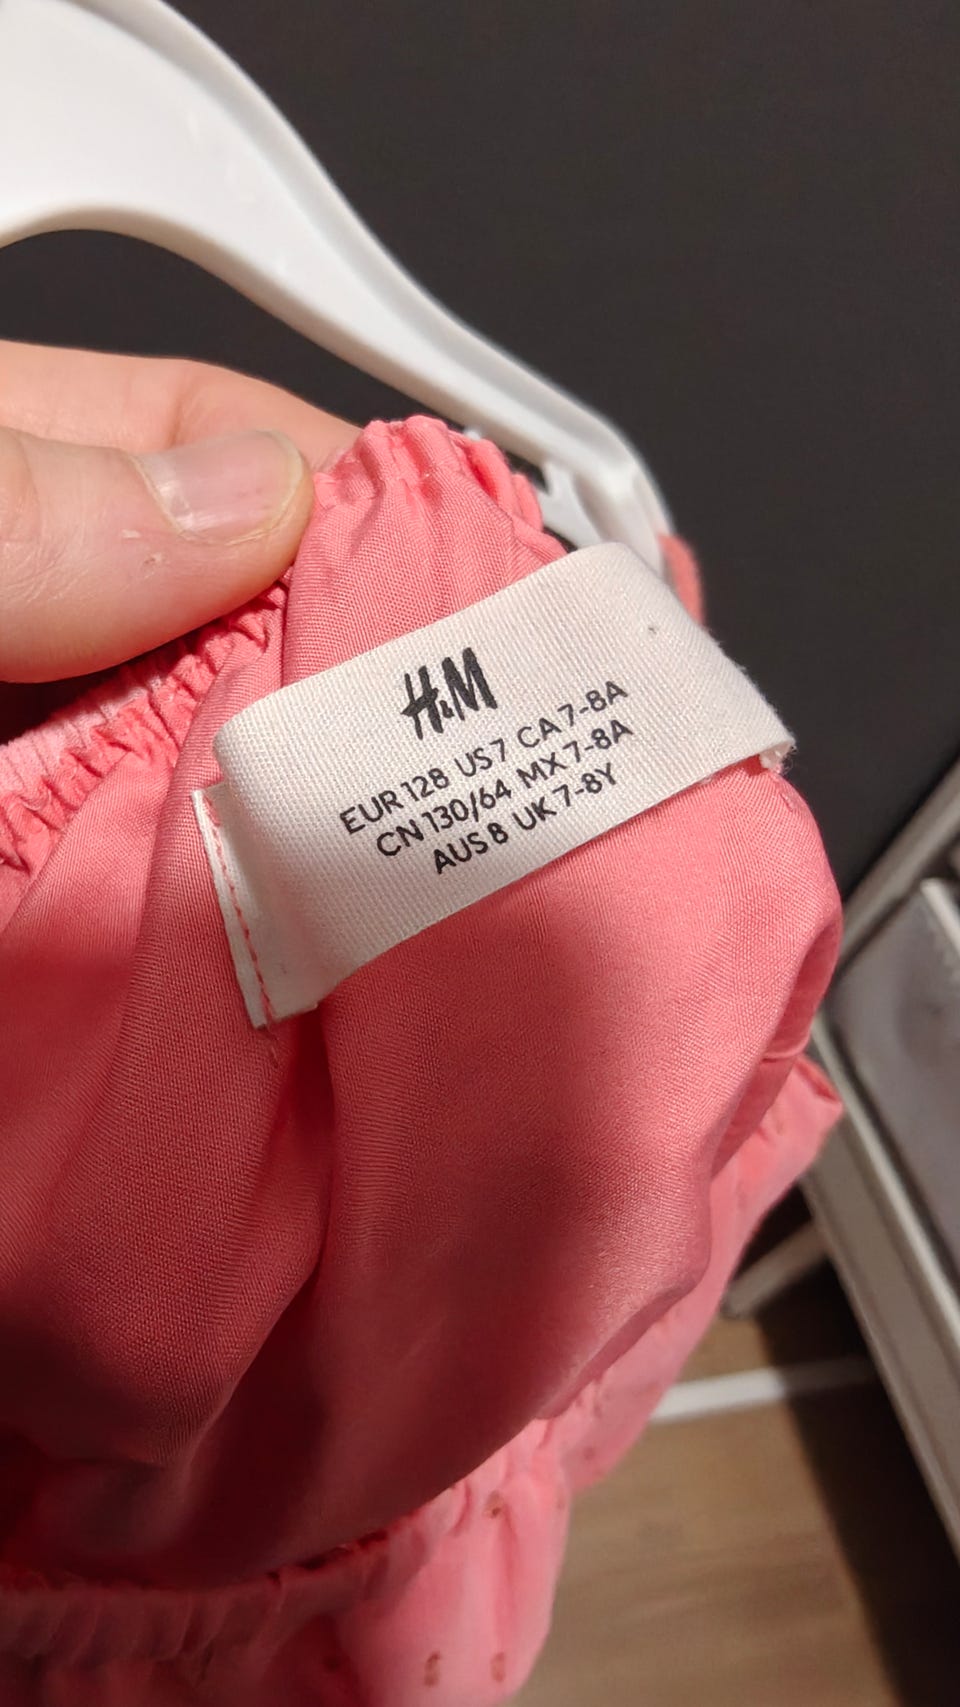 H&M
EUR 128 US 7 CA 7-8A
CN 130/64 MX 7-8A
AUS 8 UK 7-8Y